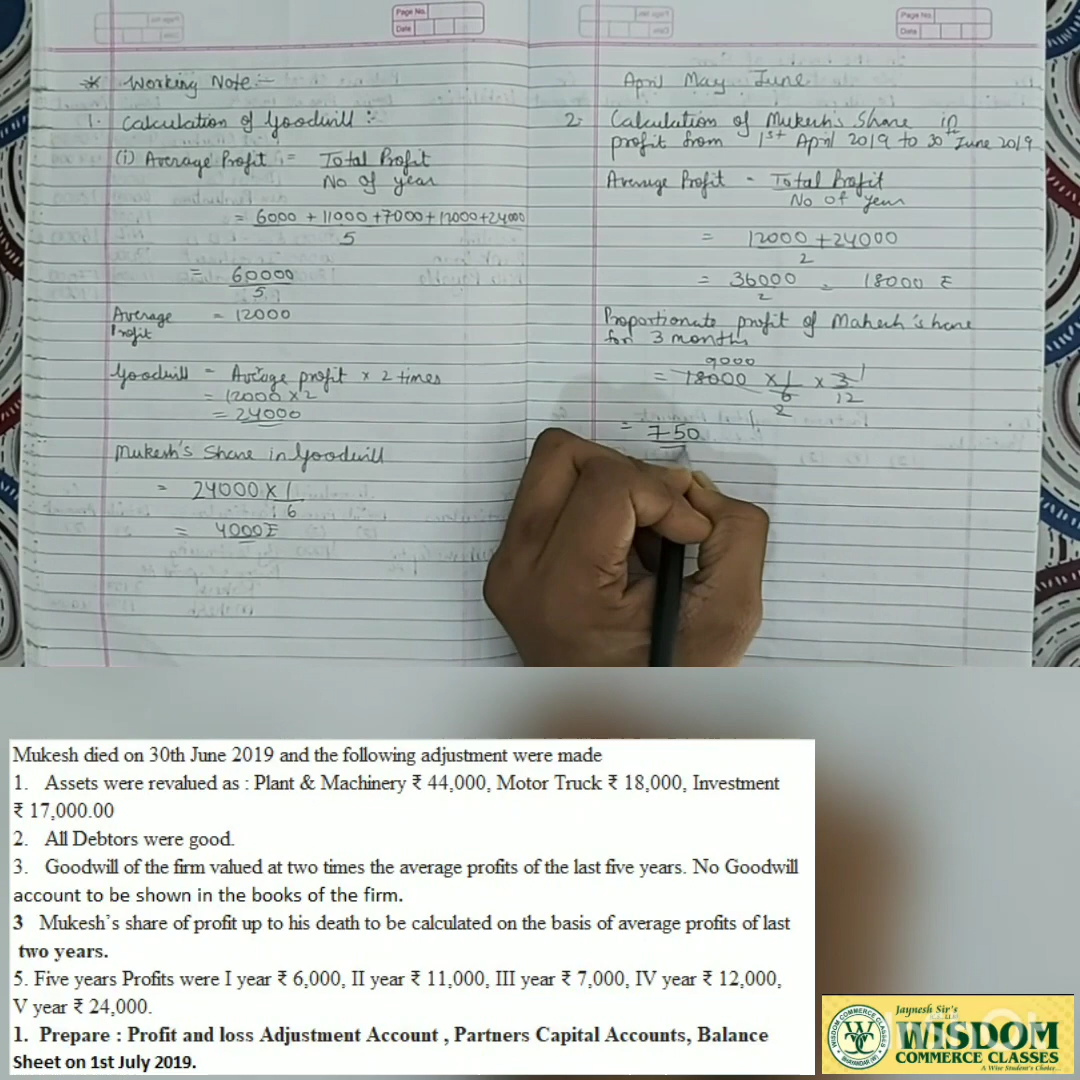 Page No.
Date
Page No.
Date
* Working Note :-
1. Calculation of Goodwill :-
(i) Average Profit = Total Profit
No of year
= 6000 + 11000 + 7000 + 12000 + 24000
5
= 60000
5
Average = 12000
Profit
Goodwill = Average profit × 2 times
= 12000 × 2
= 24000
Mukesh's Share in Goodwill
= 24000 × 1
6
= 4000 ₹
April May June
2. Calculation of Mukesh's Share in
profit from 1st April 2019 to 30th June 2019
Average Profit = Total Profit
No of year
= 12000 + 24000
2
= 36000 = 18000 ₹
2
Proportionate profit of Mahesh's hare
for 3 months
9000
= 18000 × 1 × 3 1
6 12
2
= 750
Mukesh died on 30th June 2019 and the following adjustment were made
1. Assets were revalued as : Plant & Machinery ₹ 44,000, Motor Truck ₹ 18,000, Investment
₹ 17,000.00
2. All Debtors were good.
3. Goodwill of the firm valued at two times the average profits of the last five years. No Goodwill
account to be shown in the books of the firm.
3 Mukesh's share of profit up to his death to be calculated on the basis of average profits of last
two years.
5. Five years Profits were I year ₹ 6,000, II year ₹ 11,000, III year ₹ 7,000, IV year ₹ 12,000,
V year ₹ 24,000.
1. Prepare : Profit and loss Adjustment Account , Partners Capital Accounts, Balance
Sheet on 1st July 2019.
Jaynesh Sir's
WISDOM
COMMERCE CLASSES
A Wise Student's Choice...
WISDOM COMMERCE CLASSES